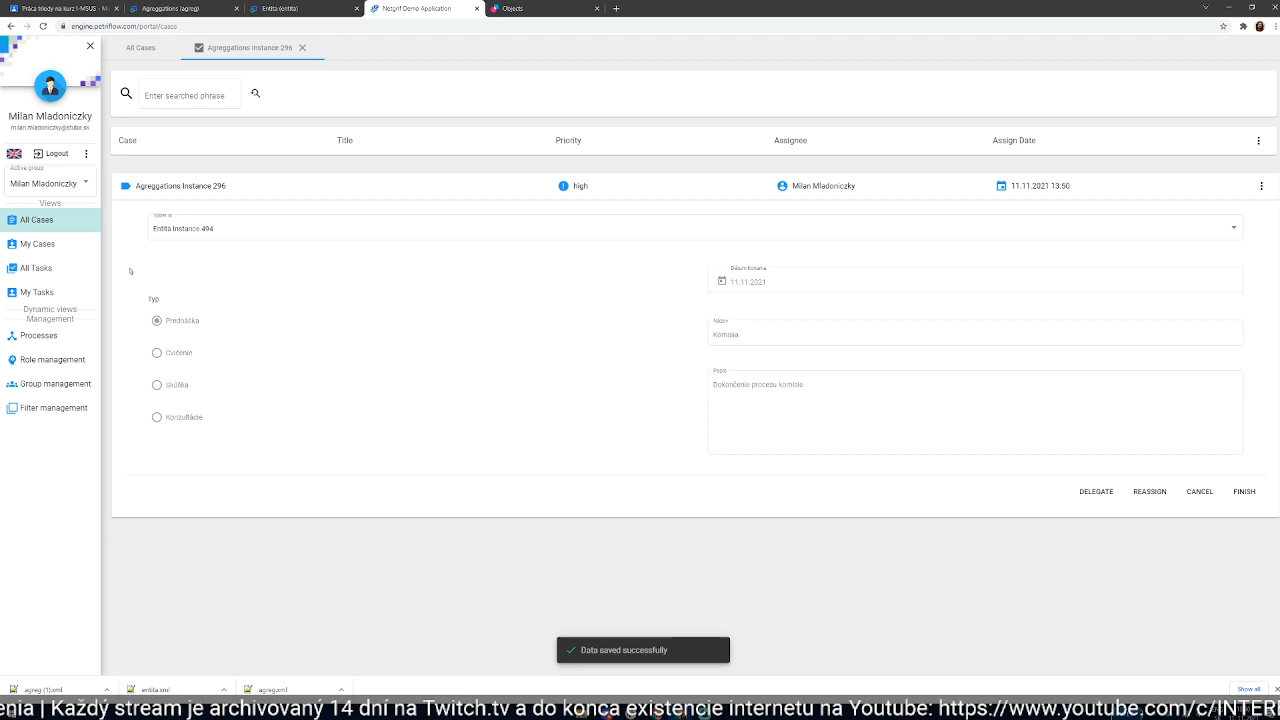 Práca triedy na kurz I-MSUS - M
Agreggations (agreg)
Entita (entita)
Netgrif Demo Application
Objects
engine.petriflow.com/portal/cases
All Cases
Agreggations Instance 296
Enter searched phrase
Milan Mladoniczky
milan.mladoniczky@stuba.sk
Logout
Active group
Milan Mladoniczky
Views
All Cases
My Cases
All Tasks
My Tasks
Dynamic views
Management
Processes
Role management
Group management
Filter management
Case
Title
Priority
Assignee
Assign Date
Agreggations Instance 296
high
Milan Mladoniczky
11.11.2021 13:50
Entita Instance 494
Typ
Prednáška
Cvičenie
Skúška
Konzultácie
Dátum konania
11.11.2021
Názov
Komisia
Popis
Dokončenie procesu komisie
DELEGATE
REASSIGN
CANCEL
FINISH
Data saved successfully
agreg (1).xml
entita.xml
agreg.xml
Show all
enia | Každý stream je archivovaný 14 dní na Twitch.tv a do konca existencie internetu na Youtube: https://www.youtube.com/c/INTER